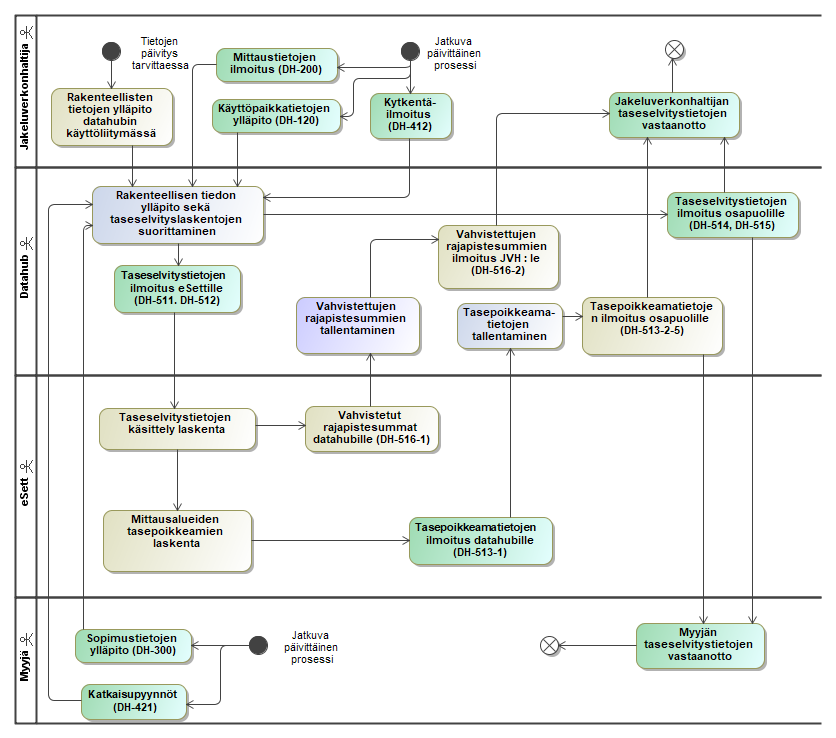 Jakeluverkonhaltija
Tietojen
päivitys
tarvittaessa
Mittaustietojen
ilmoitus (DH-200)
Jatkuva
päivittäinen
prosessi
Rakenteellisten
tietojen ylläpito
datahubin
käyttöliitymässä
Käyttöpaikkatietojen
ylläpito (DH-120)
Kytkentä-
ilmoitus
(DH-412)
Jakeluverkonhaltijan
taseselvitystietojen
vastaanotto
Datahub
Rakenteellisen tiedon
ylläpito sekä
taseselvityslaskentojen
suorittaminen
Taseselvitystietojen
ilmoitus osapuolille
(DH-514, DH-515)
Vahvistettujen
rajapistesummien
ilmoitus JVH : le
(DH-516-2)
Taseselvitystietojen
ilmoitus eSettille
(DH-511. DH-512)
Vahvistettujen
rajapistesummien
tallentaminen
Tasepoikkeama-
tietojen
tallentaminen
Tasepoikkeamatietoje
n ilmoitus osapuolille
(DH-513-2-5)
eSett
Taseselvitystietojen
käsittely laskenta
Vahvistetut
rajapistesummat
datahubille (DH-516-1)
Mittausalueiden
tasepoikkeamien
laskenta
Tasepoikkeamatietojen
ilmoitus datahubille
(DH-513-1)
Myyjä
Sopimustietojen
ylläpito (DH-300)
Jatkuva
päivittäinen
prosessi
Myyjän
taseselvitystietojen
vastaanotto
Katkaisupyynnöt
(DH-421)